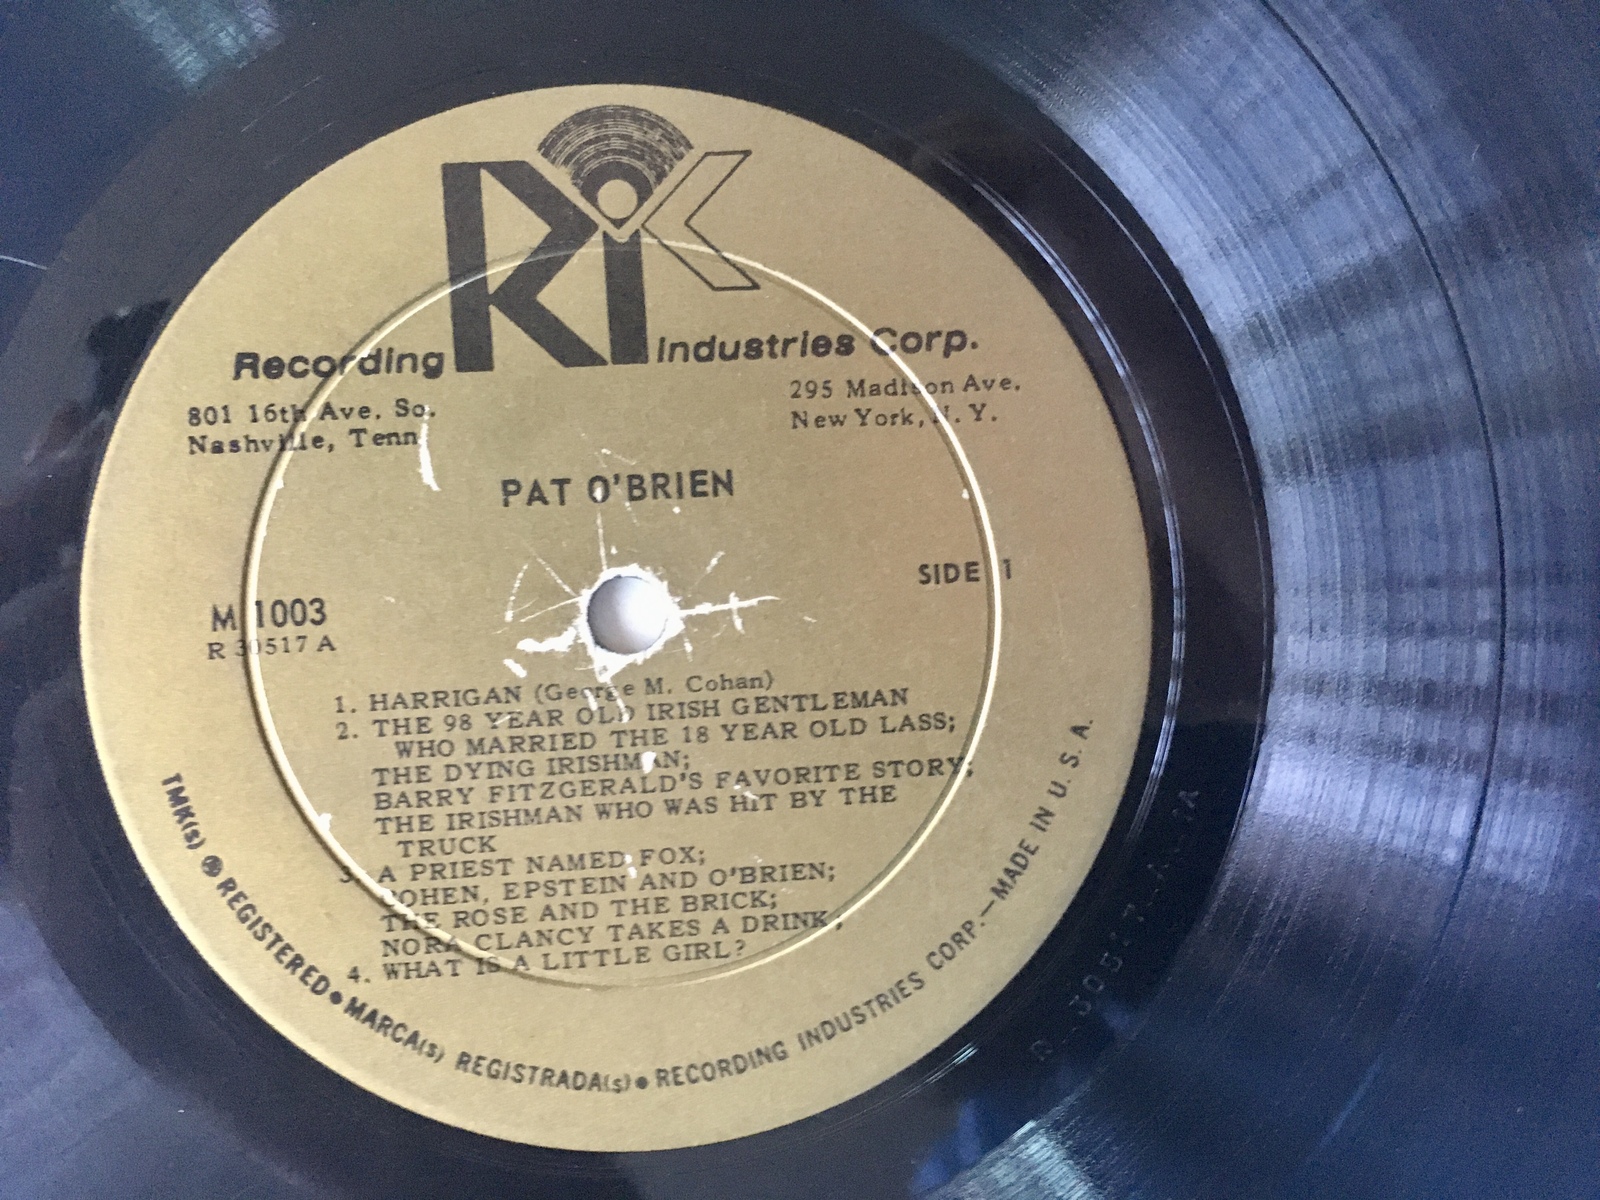 RIC
Recording Industries Corp.
801 16th Ave. So.
Nashville, Tenn
295 Madison Ave.
New York, N. Y.
PAT O'BRIEN
SIDE 1
M 1003
R 30517 A
1. HARRIGAN (George M. Cohan)
2. THE 98 YEAR OLD IRISH GENTLEMAN
WHO MARRIED THE 18 YEAR OLD LASS;
THE DYING IRISHMAN;
BARRY FITZGERALD'S FAVORITE STORY;
THE IRISHMAN WHO WAS HIT BY THE
TRUCK
3. A PRIEST NAMED FOX;
COHEN, EPSTEIN AND O'BRIEN;
THE ROSE AND THE BRICK;
NORA CLANCY TAKES A DRINK;
4. WHAT IS A LITTLE GIRL?
TMK(s) ® REGISTERED • MARCA(s) REGISTRADA(s) • RECORDING INDUSTRIES CORP.—MADE IN U. S. A.